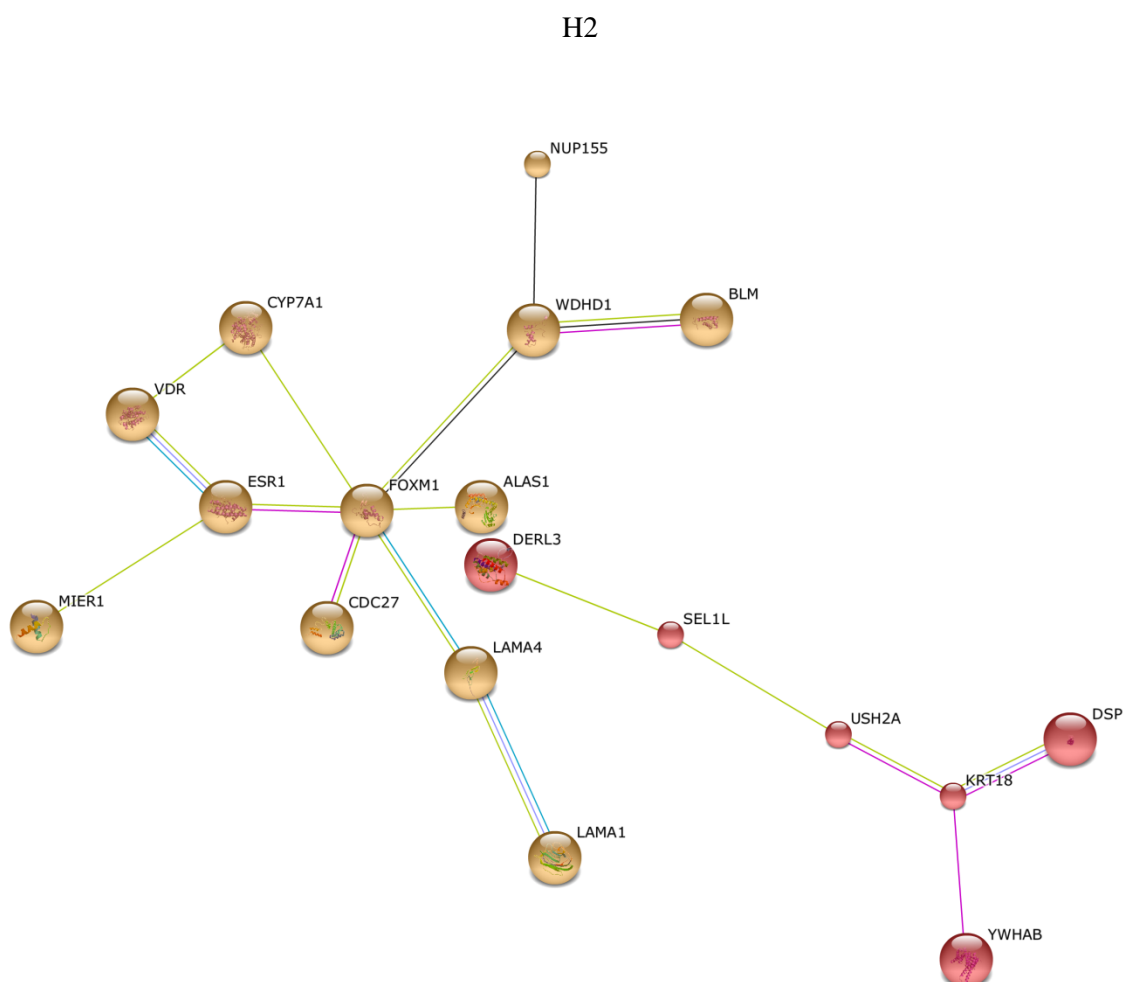 H2
NUP155
CYP7A1
WDHD1
BLM
VDR
ESR1
FOXM1
ALAS1
DERL3
MIER1
CDC27
SEL1L
LAMA4
USH2A
DSP
KRT18
LAMA1
YWHAB